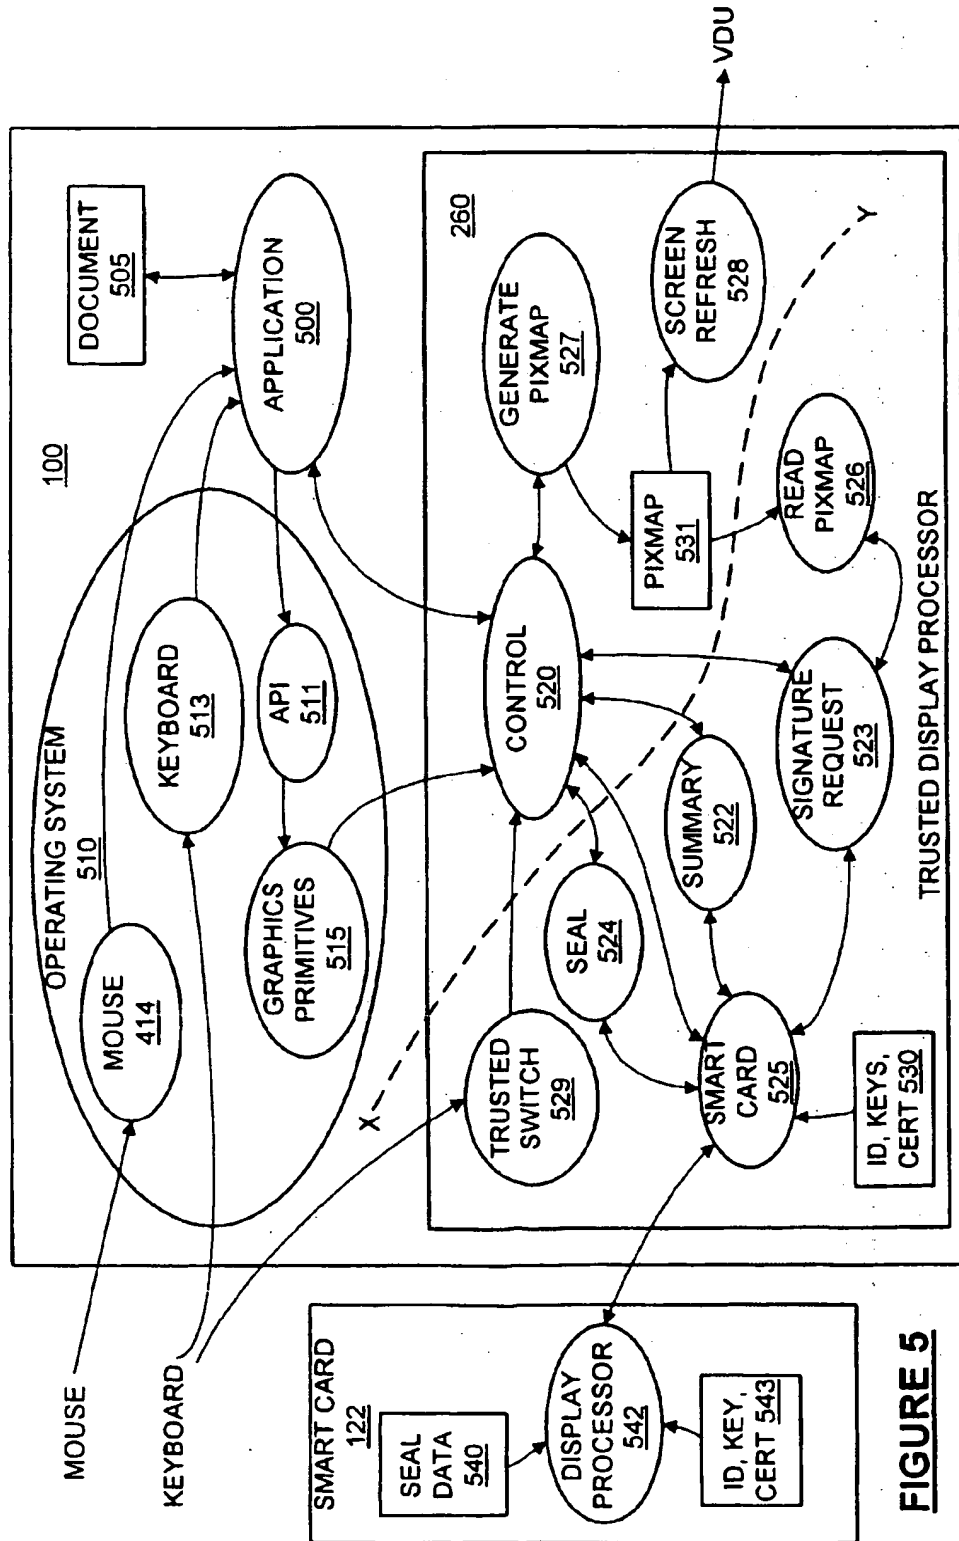 MOUSE
KEYBOARD
100
OPERATING SYSTEM
510
MOUSE
414
KEYBOARD
513
API
511
GRAPHICS
PRIMITIVES
515
DOCUMENT
505
APPLICATION
500
SMART CARD
122
SEAL
DATA
540
DISPLAY
PROCESSOR
542
ID, KEY,
CERT 543
X
Y
260
TRUSTED
SWITCH
529
CONTROL
520
GENERATE
PIXMAP
527
PIXMAP
531
SCREEN
REFRESH
528
VDU
SEAL
524
SUMMARY
522
SMART
CARD
525
SIGNATURE
REQUEST
523
READ
PIXMAP
526
ID, KEYS,
CERT 530
TRUSTED DISPLAY PROCESSOR
FIGURE 5